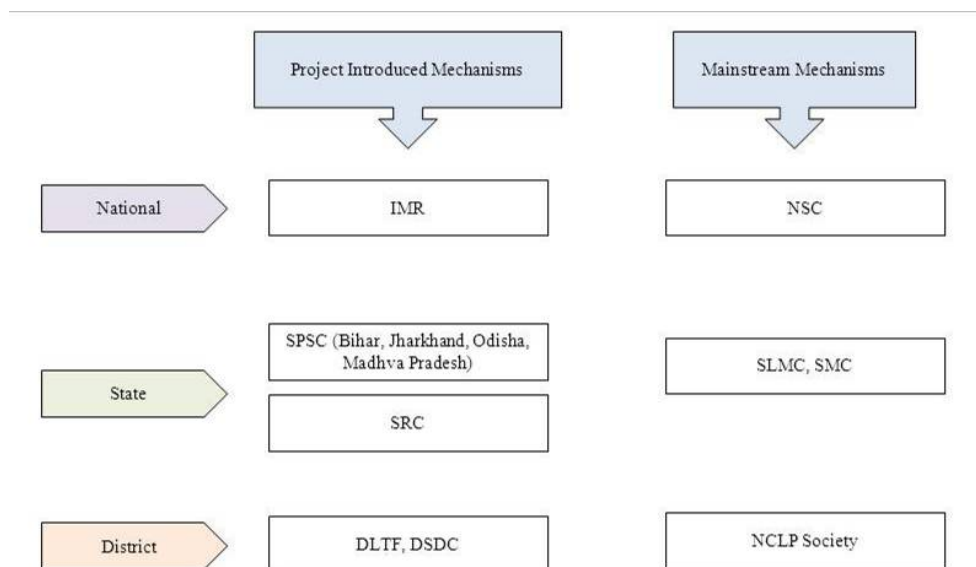 Project Introduced Mechanisms
Mainstream Mechanisms
National
IMR
NSC
SPSC (Bihar, Jharkhand, Odisha,
Madhva Pradesh)
State
SLMC, SMC
SRC
District
DLTF, DSDC
NCLP Society